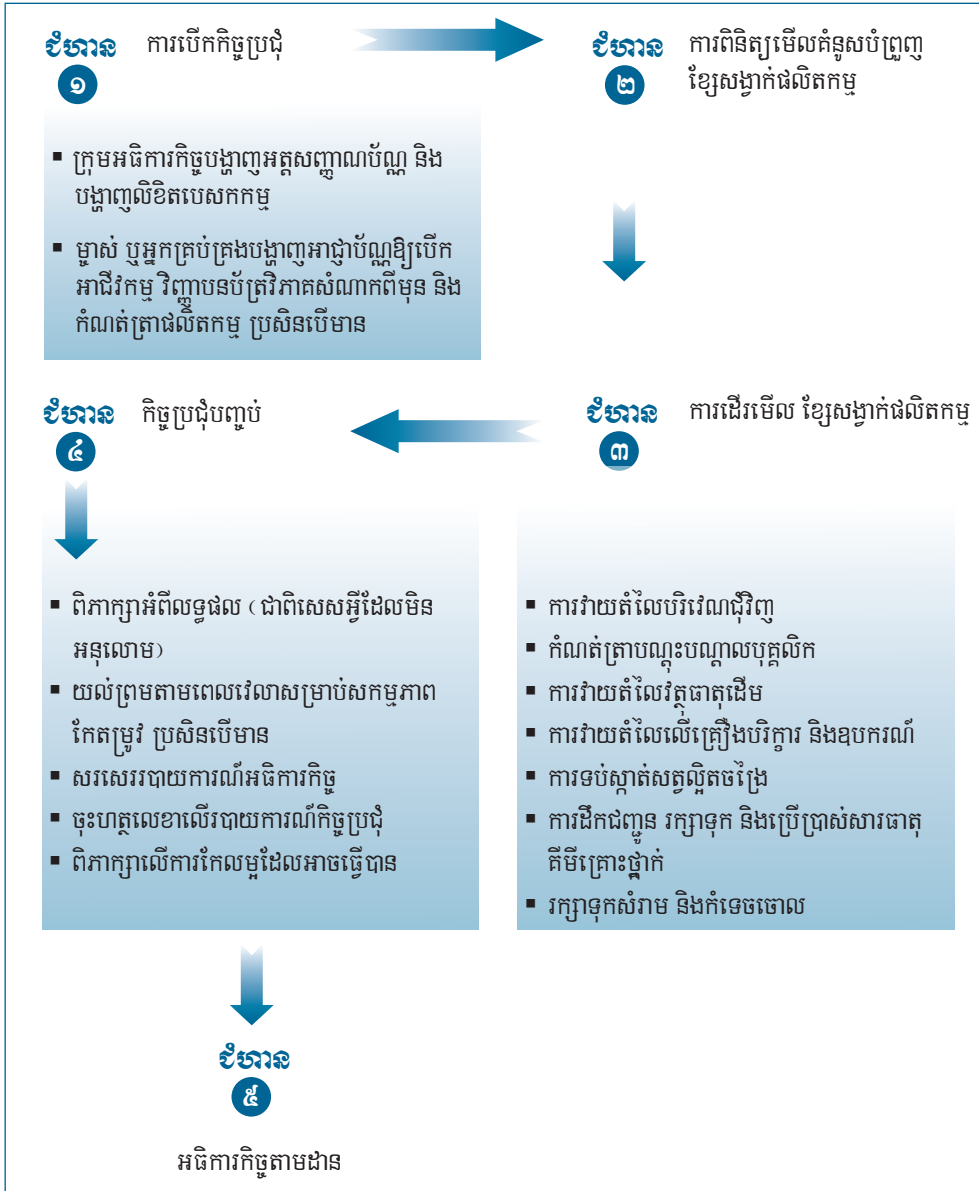 ជំហាន
១
ការបើកកិច្ចប្រជុំ
▪ ក្រុមអធិការកិច្ចបង្ហាញអត្តសញ្ញាណប័ណ្ណ និង
បង្ហាញលិខិតបេសកកម្ម
▪ ម្ចាស់ ឬអ្នកគ្រប់គ្រងបង្ហាញអាជ្ញាប័ណ្ណឱ្យបើក
អាជីវកម្ម វិញ្ញាបនប័ត្រវិភាគសំណាកពីមុន និង
កំណត់ត្រាផលិតកម្ម ប្រសិនបើមាន
ជំហាន
២
ការពិនិត្យមើលគំនូសបំព្រួញ
ខ្សែសង្វាក់ផលិតកម្ម
ជំហាន
៣
ការដើរមើល ខ្សែសង្វាក់ផលិតកម្ម
▪ ការវាយតំលៃបរិវេណជុំវិញ
▪ កំណត់ត្រាបណ្តុះបណ្តាលបុគ្គលិក
▪ ការវាយតំលៃវត្ថុធាតុដើម
▪ ការវាយតំលៃលើគ្រឿងបរិក្ខារ និងឧបករណ៍
▪ ការទប់ស្កាត់សត្វល្អិតចង្រៃ
▪ ការដឹកជញ្ជូន រក្សាទុក និងប្រើប្រាស់សារធាតុ
គីមីគ្រោះថ្នាក់
▪ រក្សាទុកសំរាម និងកំទេចចោល
ជំហាន
៤
កិច្ចប្រជុំបញ្ចប់
▪ ពិភាក្សាអំពីលទ្ធផល (ជាពិសេសអ្វីដែលមិន
អនុលោម)
▪ យល់ព្រមតាមពេលវេលាសម្រាប់សកម្មភាព
កែតម្រូវ ប្រសិនបើមាន
▪ សរសេររបាយការណ៍អធិការកិច្ច
▪ ចុះហត្ថលេខាលើរបាយការណ៍កិច្ចប្រជុំ
▪ ពិភាក្សាលើការកែលម្អដែលអាចធ្វើបាន
ជំហាន
៥
អធិការកិច្ចតាមដាន